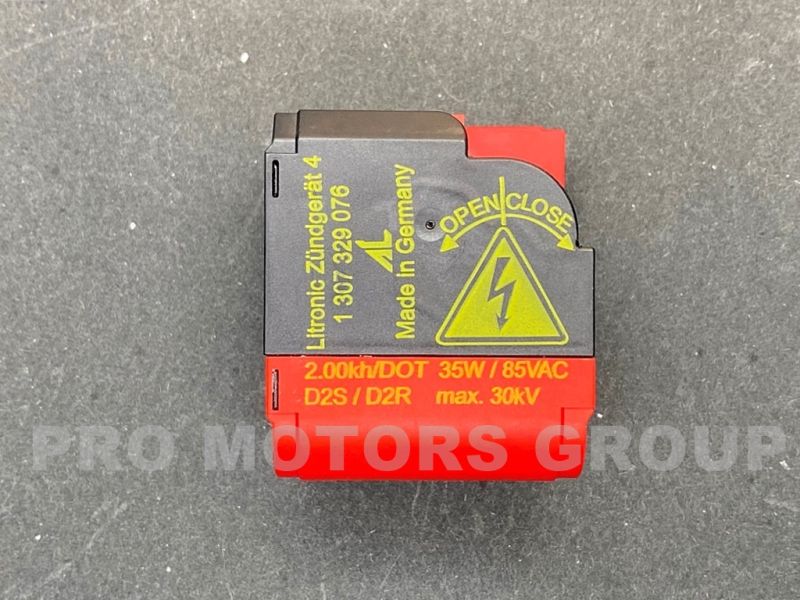 Litronic Zündgerät 4
1 307 329 076
AL
Made in Germany
OPEN CLOSE
2.00kh/DOT 35W / 85VAC
D2S / D2R max. 30kV
PRO MOTORS GROUP